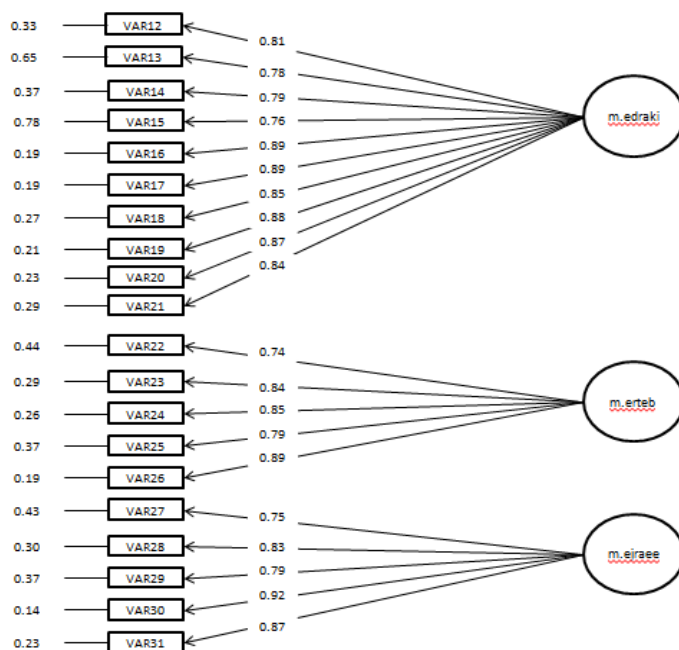 0.33 VAR12 0.81
0.65 VAR13 0.78
0.37 VAR14 0.79
0.78 VAR15 0.76
0.19 VAR16 0.89
0.19 VAR17 0.89
0.27 VAR18 0.85
0.21 VAR19 0.88
0.23 VAR20 0.87
0.29 VAR21 0.84
m.edraki
0.44 VAR22 0.74
0.29 VAR23 0.84
0.26 VAR24 0.85
0.37 VAR25 0.79
0.19 VAR26 0.89
m.erteb
0.43 VAR27 0.75
0.30 VAR28 0.83
0.37 VAR29 0.79
0.14 VAR30 0.92
0.23 VAR31 0.87
m.ejraee